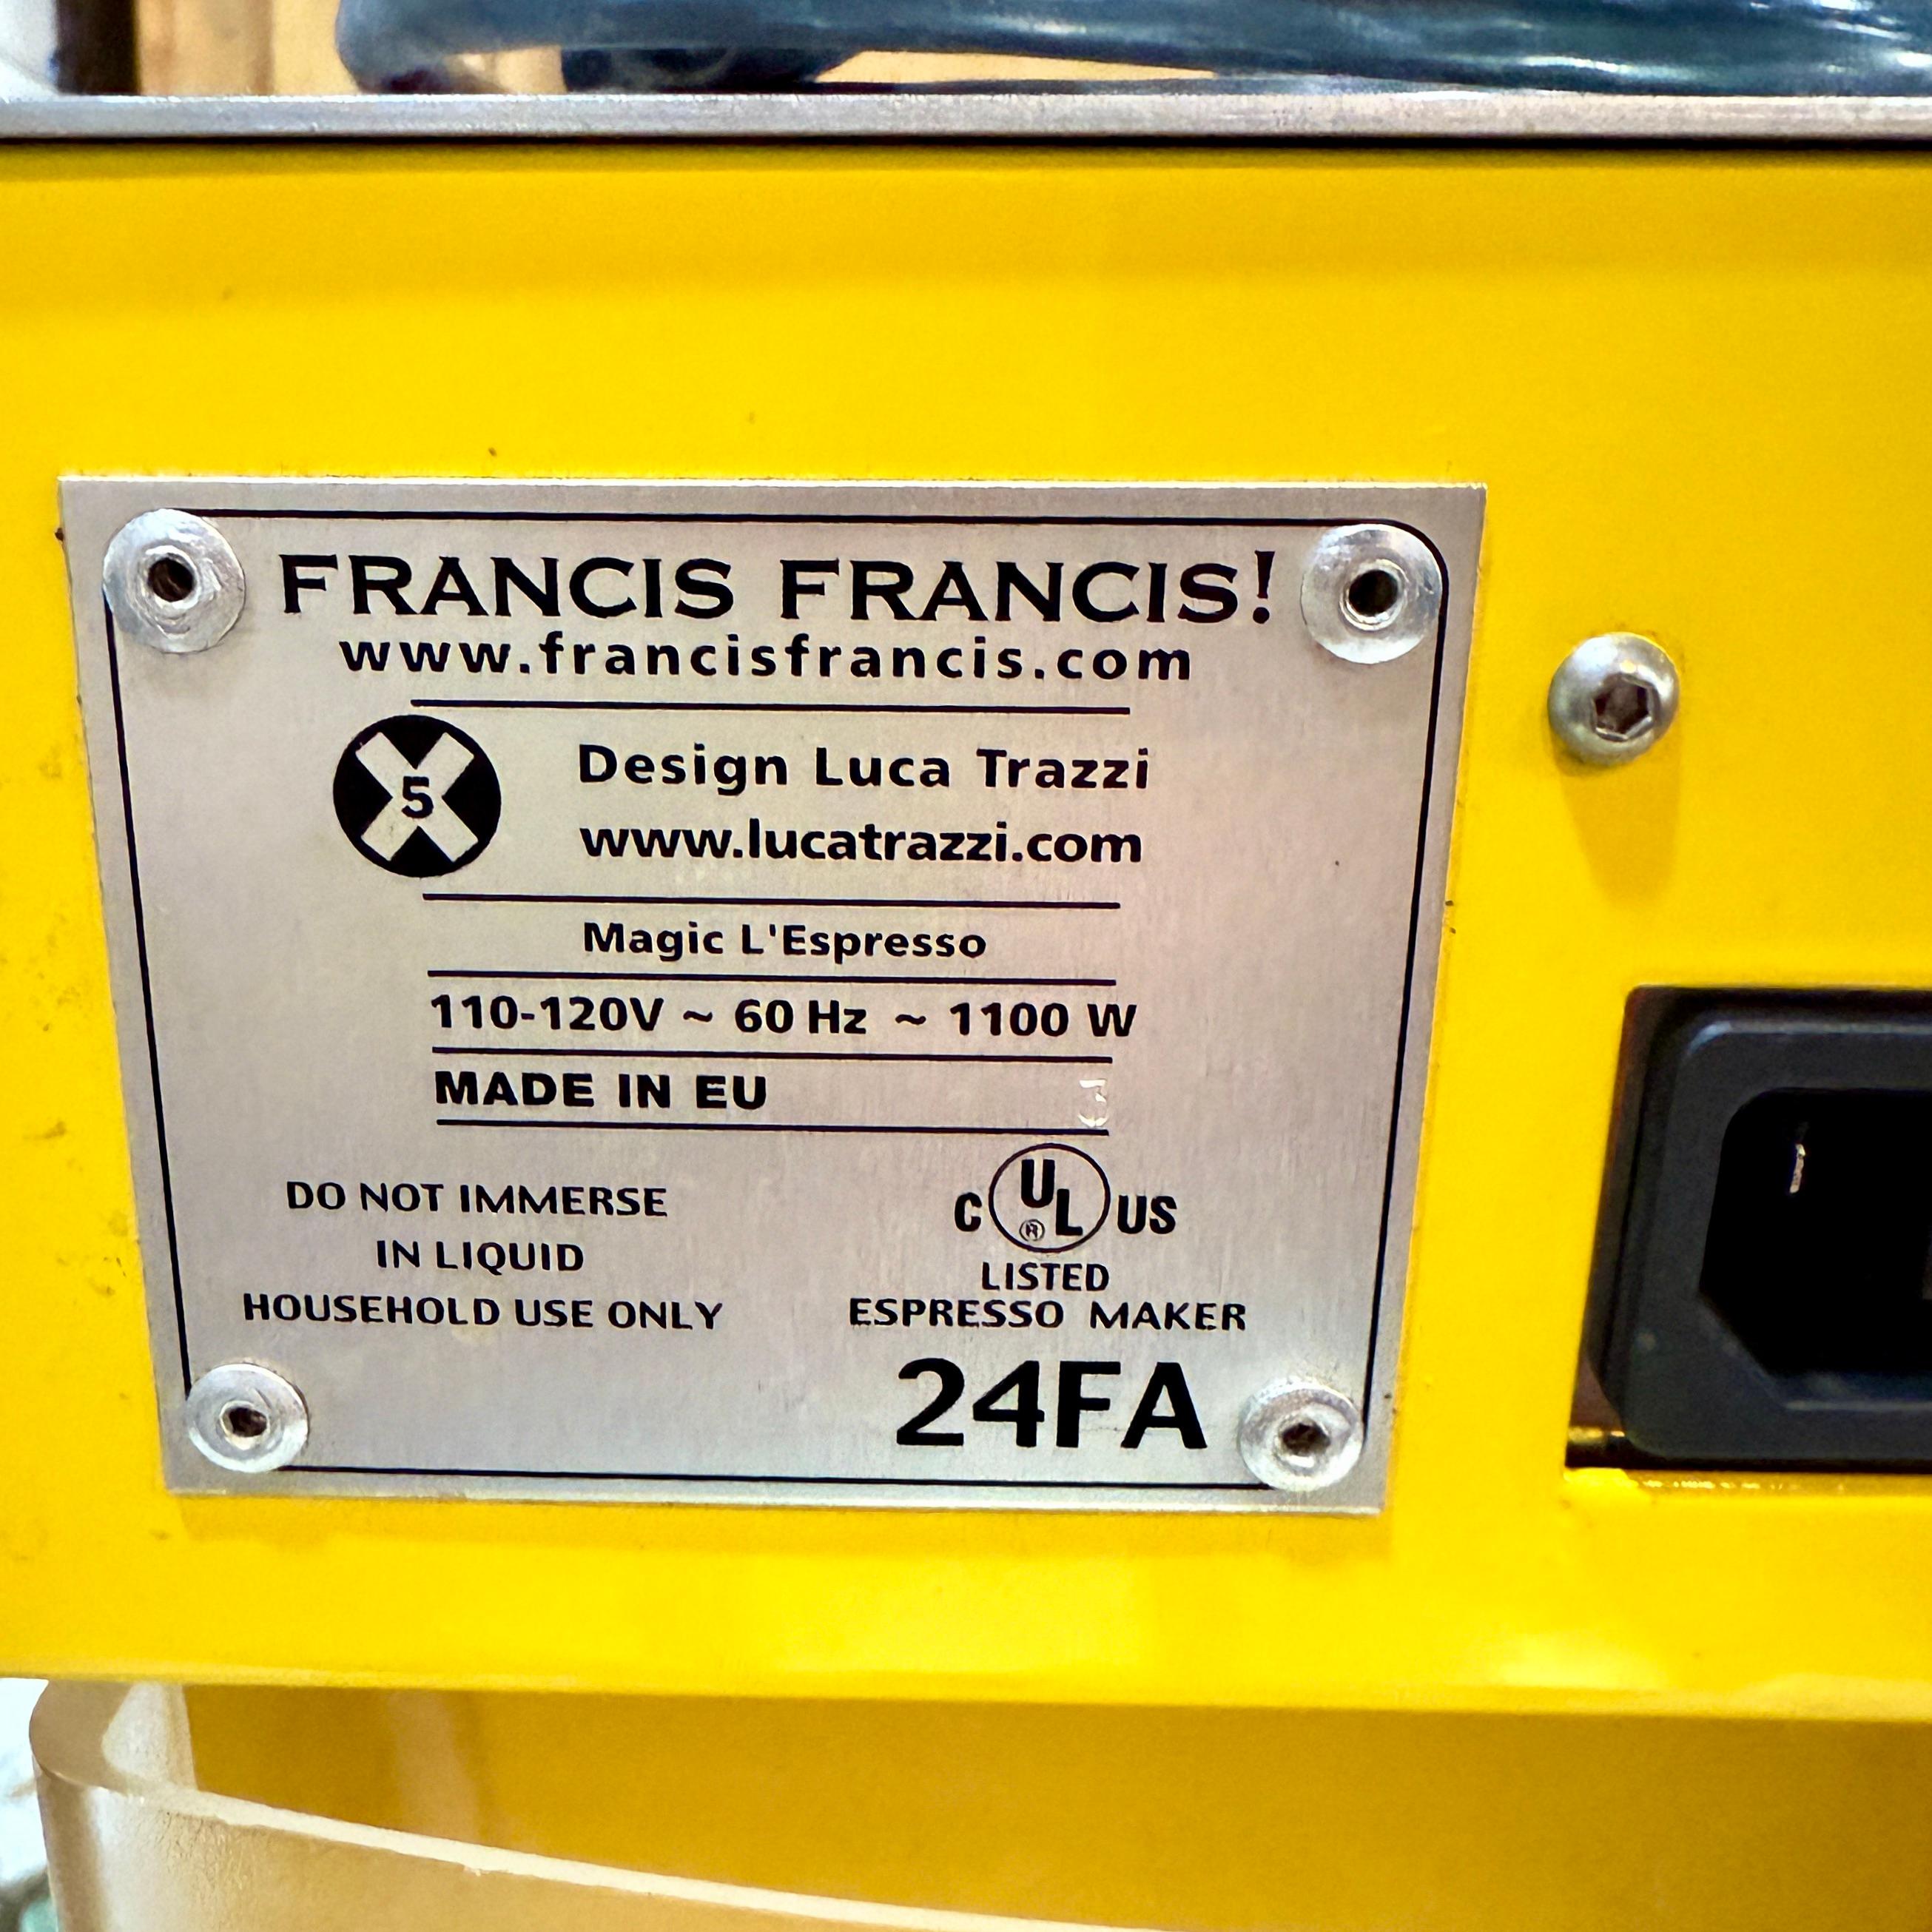 FRANCIS FRANCIS!
www.francisfrancis.com
5
Design Luca Trazzi
www.lucatrazzi.com
Magic L'Espresso
110-120V ~ 60 Hz ~ 1100 W
MADE IN EU
3
DO NOT IMMERSE
IN LIQUID
HOUSEHOLD USE ONLY
C UL® US
LISTED
ESPRESSO MAKER
24FA